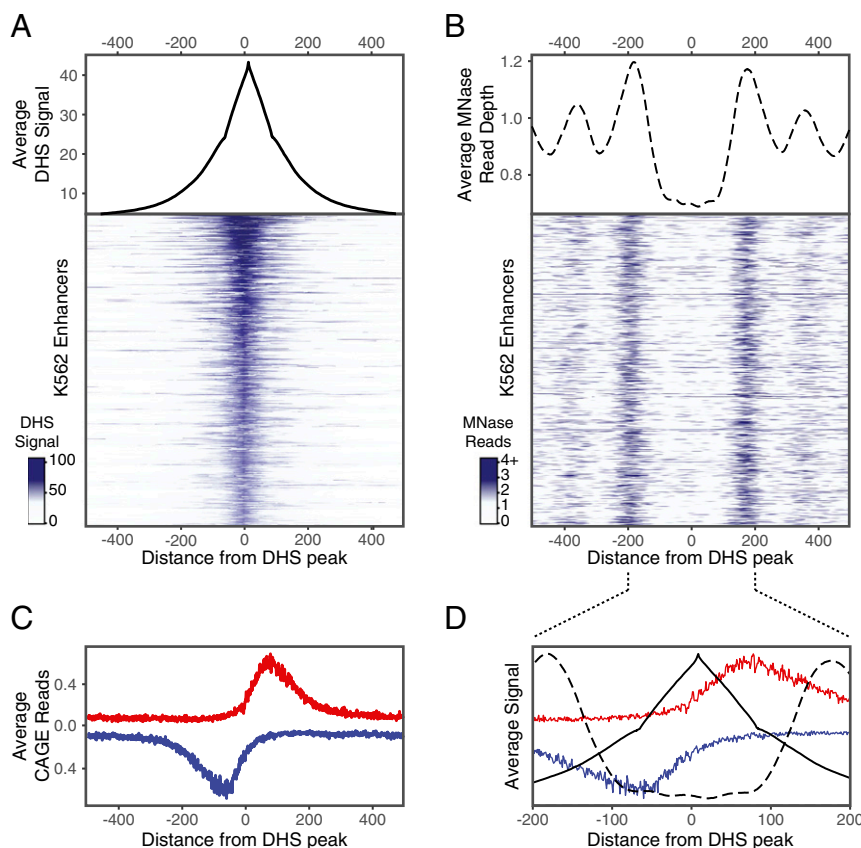 A
-400 -200 0 200 400
Average
DHS Signal
40
30
20
10
K562 Enhancers
DHS
Signal
100
50
0
-400 -200 0 200 400
Distance from DHS peak
B
-400 -200 0 200 400
Average MNase
Read Depth
1.2
1.0
0.8
K562 Enhancers
MNase
Reads
4+
3
2
1
0
-400 -200 0 200 400
Distance from DHS peak
C
Average
CAGE Reads
0.4
0.0
0.4
-400 -200 0 200 400
Distance from DHS peak
D
Average Signal
-200 -100 0 100 200
Distance from DHS peak